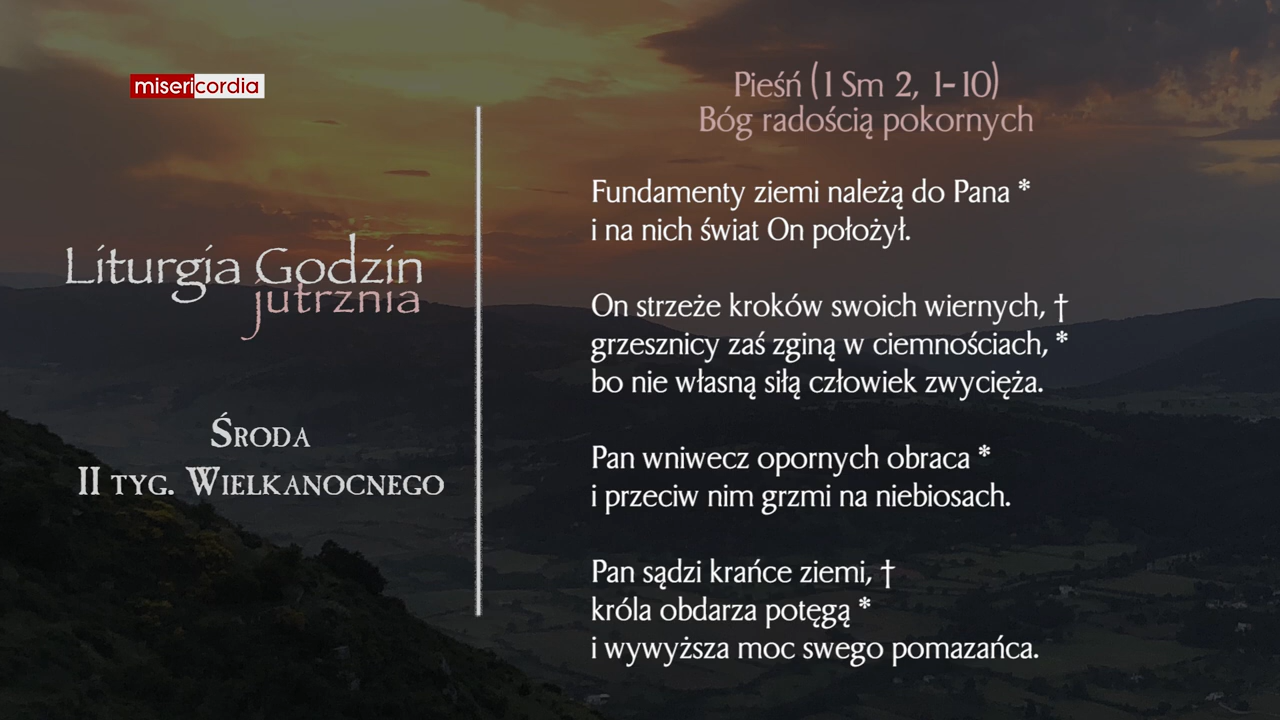 misericordia
Liturgia Godzin
jutrznia
Środa
II tyg. Wielkanocnego
Pieśń (1 Sm 2, 1-10)
Bóg radością pokornych
Fundamenty ziemi należą do Pana *
i na nich świat On położył.
On strzeże kroków swoich wiernych, †
grzesznicy zaś zginą w ciemnościach, *
bo nie własną siłą człowiek zwycięża.
Pan wniwecz opornych obraca *
i przeciw nim grzmi na niebiosach.
Pan sądzi krańce ziemi, †
króla obdarza potęgą *
i wywyższa moc swego pomazańca.